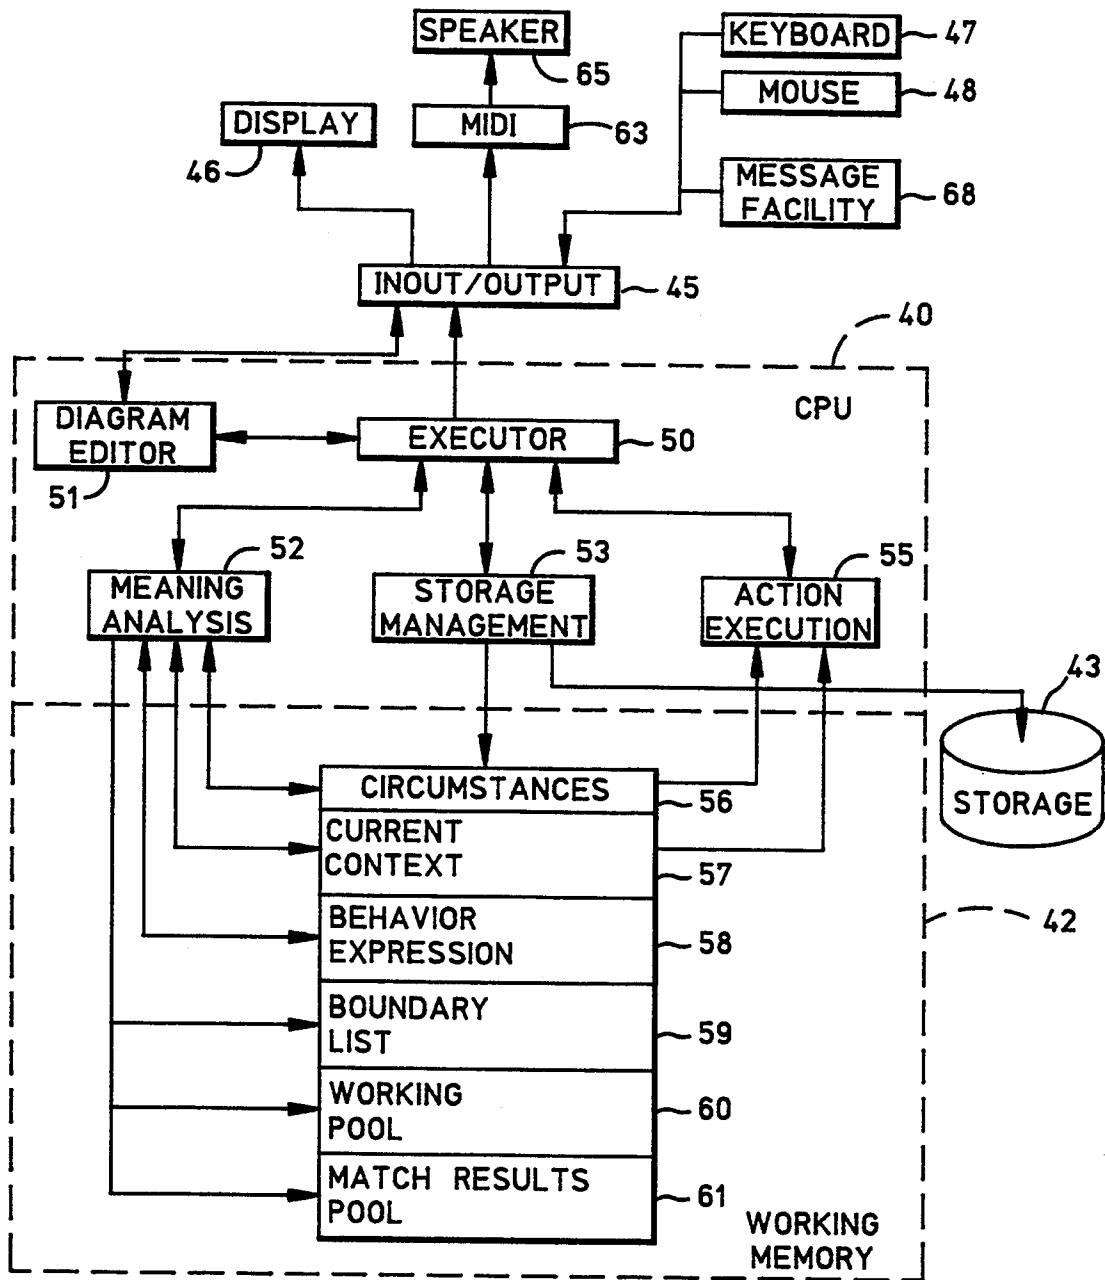 SPEAKER
65
KEYBOARD
47
MOUSE
48
DISPLAY
46
MIDI
63
MESSAGE
FACILITY
68
INOUT/OUTPUT
45
40
CPU
DIAGRAM
EDITOR
51
EXECUTOR
50
52
MEANING
ANALYSIS
53
STORAGE
MANAGEMENT
55
ACTION
EXECUTION
43
STORAGE
CIRCUMSTANCES
56
CURRENT
CONTEXT
57
BEHAVIOR
EXPRESSION
58
42
BOUNDARY
LIST
59
WORKING
POOL
60
MATCH RESULTS
POOL
61
WORKING
MEMORY